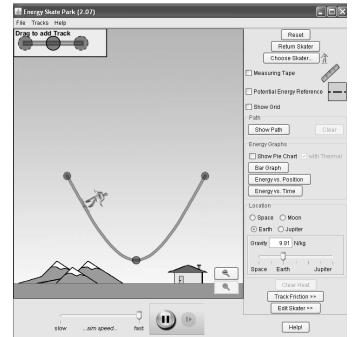 Energy Skate Park (2.07)
File Tracks Help
Drag to add Track
Reset
Return Skater
Choose Skater...
Measuring Tape
Potential Energy Reference
Show Grid
Path
Show Path Clear
Energy Graphs
Show Pie Chart with Thermal
Bar Graph
Energy vs. Position
Energy vs. Time
Location
Space Moon
Earth Jupiter
Gravity 9.81 N/kg
Space Earth Jupiter
Clear Heat
Track Friction >>
Edit Skater >>
Help!
slow ...sim speed... fast